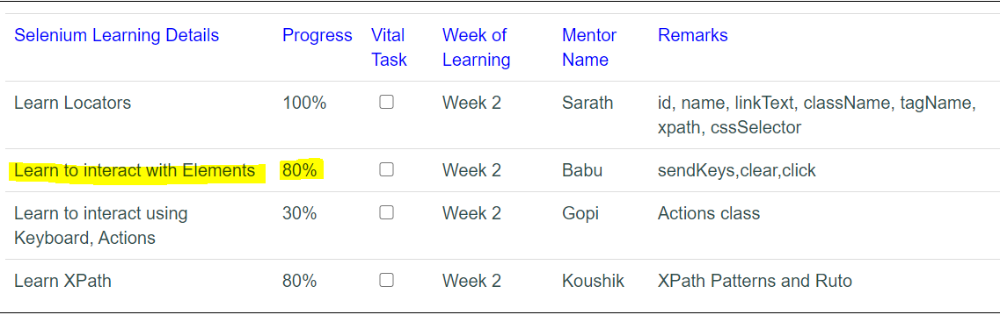 Selenium Learning Details Progress Vital Task Week of Learning Mentor Name Remarks
Learn Locators 100% Week 2 Sarath id, name, linkText, className, tagName,
xpath, cssSelector
Learn to interact with Elements 80% Week 2 Babu sendKeys,clear,click
Learn to interact using 30% Week 2 Gopi Actions class
Keyboard, Actions
Learn XPath 80% Week 2 Koushik XPath Patterns and Ruto